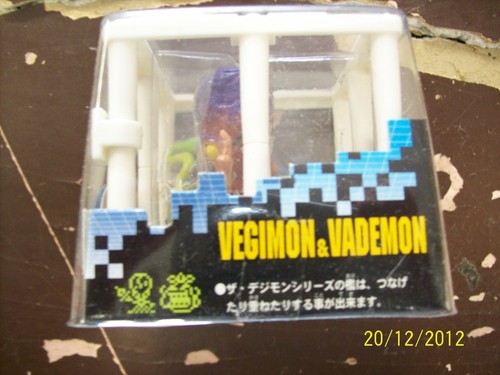 VEGIMON & VADEMON
●ザ・デジモンシリーズの檻は、つなげ
たり重ねたりする事が出来ます。
20/12/2012